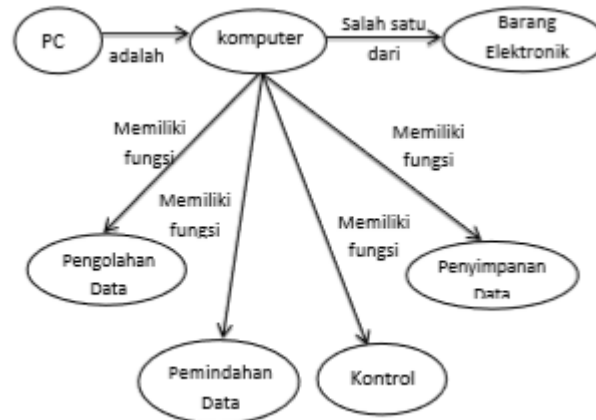 PC
adalah
komputer
Salah satu
dari
Barang
Elektronik
Memiliki
fungsi
Memiliki
fungsi
Memiliki
fungsi
Memiliki
fungsi
Pengolahan
Data
Pemindahan
Data
Kontrol
Penyimpanan
Data